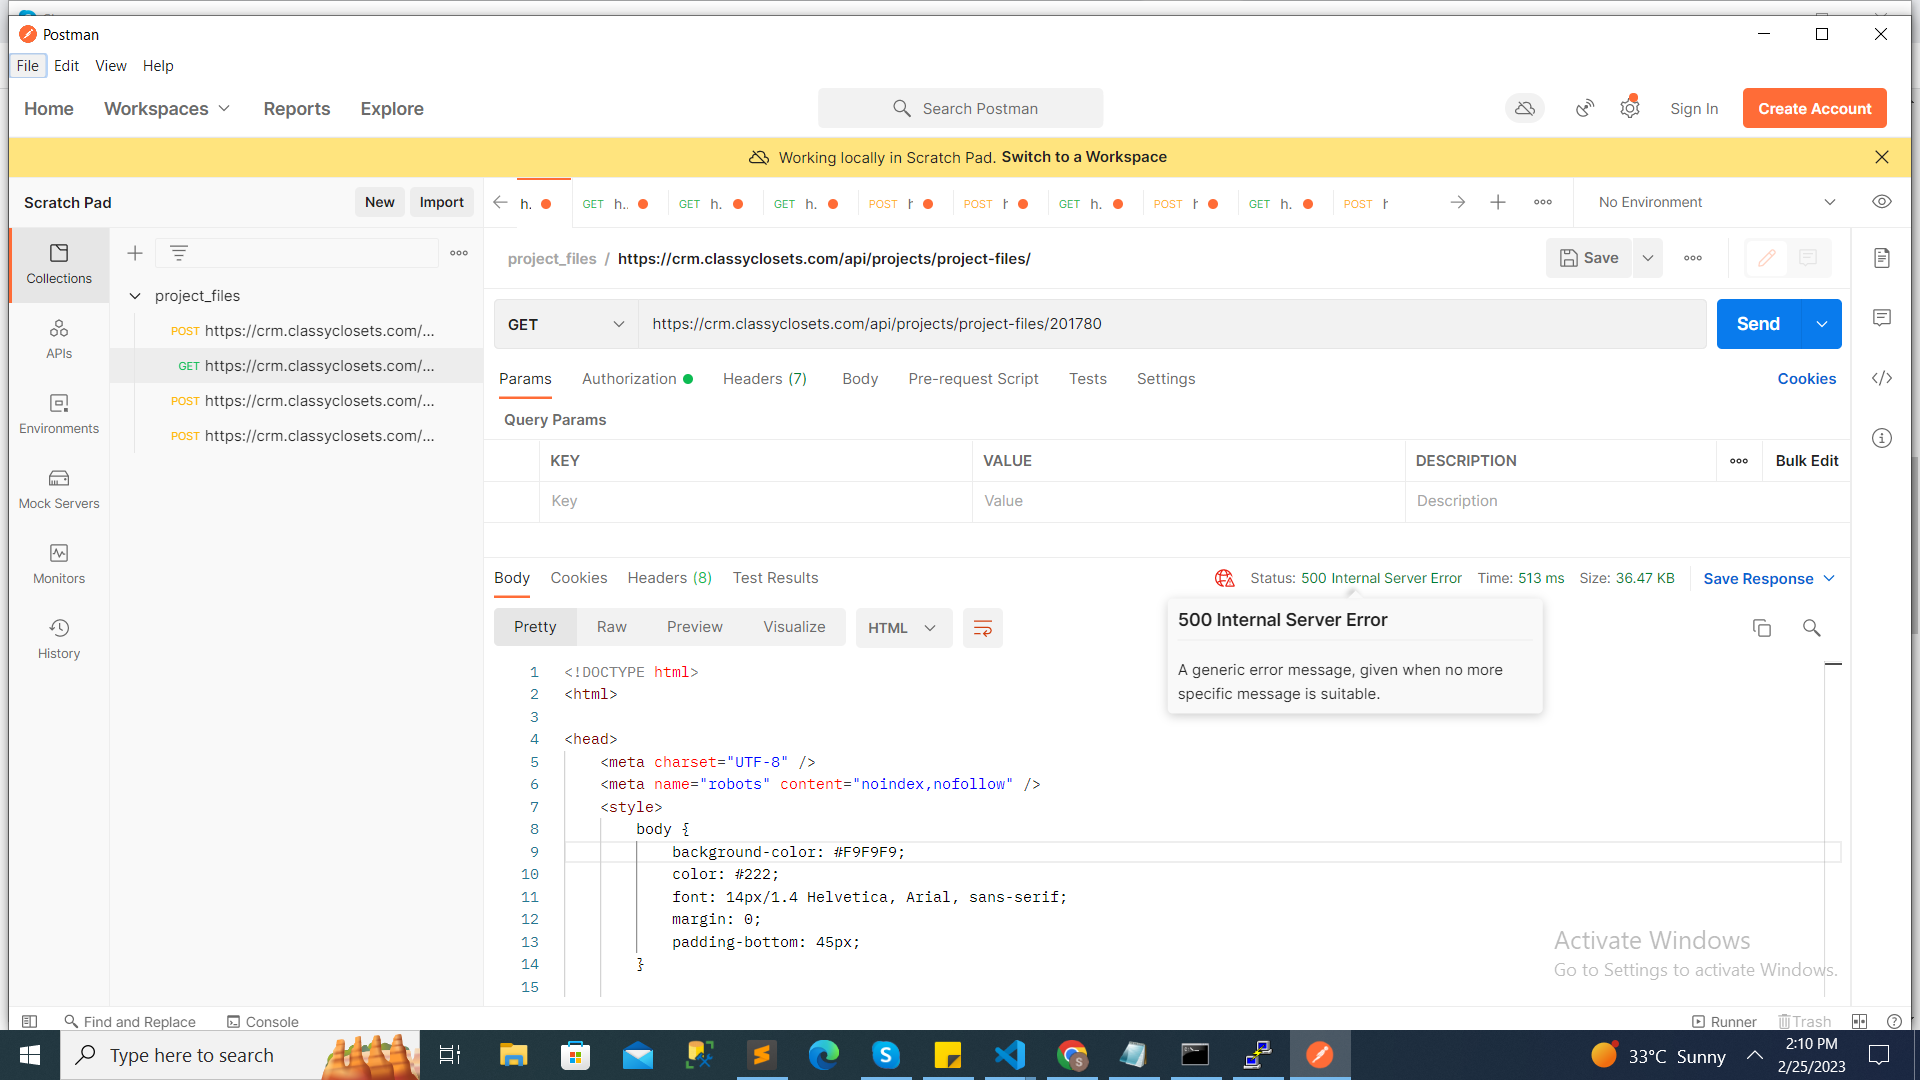 Postman
File Edit View Help
Home Workspaces Reports Explore
Search Postman
Sign In
Create Account
Working locally in Scratch Pad. Switch to a Workspace
Scratch Pad
New Import
h. GET h.. GET h. GET h. POST h POST h GET h. POST h GET h. POST h
No Environment
Collections
APIs
Environments
Mock Servers
Monitors
History
project_files
POST https://crm.classyclosets.com/...
GET https://crm.classyclosets.com/...
POST https://crm.classyclosets.com/...
POST https://crm.classyclosets.com/...
project_files / https://crm.classyclosets.com/api/projects/project-files/
Save
GET https://crm.classyclosets.com/api/projects/project-files/201780
Send
Params Authorization Headers (7) Body Pre-request Script Tests Settings Cookies
Query Params
KEY VALUE DESCRIPTION Bulk Edit
Key Value Description
Body Cookies Headers (8) Test Results
Status: 500 Internal Server Error Time: 513 ms Size: 36.47 KB Save Response
Pretty Raw Preview Visualize HTML
500 Internal Server Error
A generic error message, given when no more
specific message is suitable.
1 <!DOCTYPE html>
2 <html>
3
4 <head>
5 <meta charset="UTF-8" />
6 <meta name="robots" content="noindex,nofollow" />
7 <style>
8 body {
9 background-color: #F9F9F9;
10 color: #222;
11 font: 14px/1.4 Helvetica, Arial, sans-serif;
12 margin: 0;
13 padding-bottom: 45px;
14 }
15
Activate Windows
Go to Settings to activate Windows.
Find and Replace Console
Runner Trash
Type here to search
33°C Sunny
2:10 PM
2/25/2023